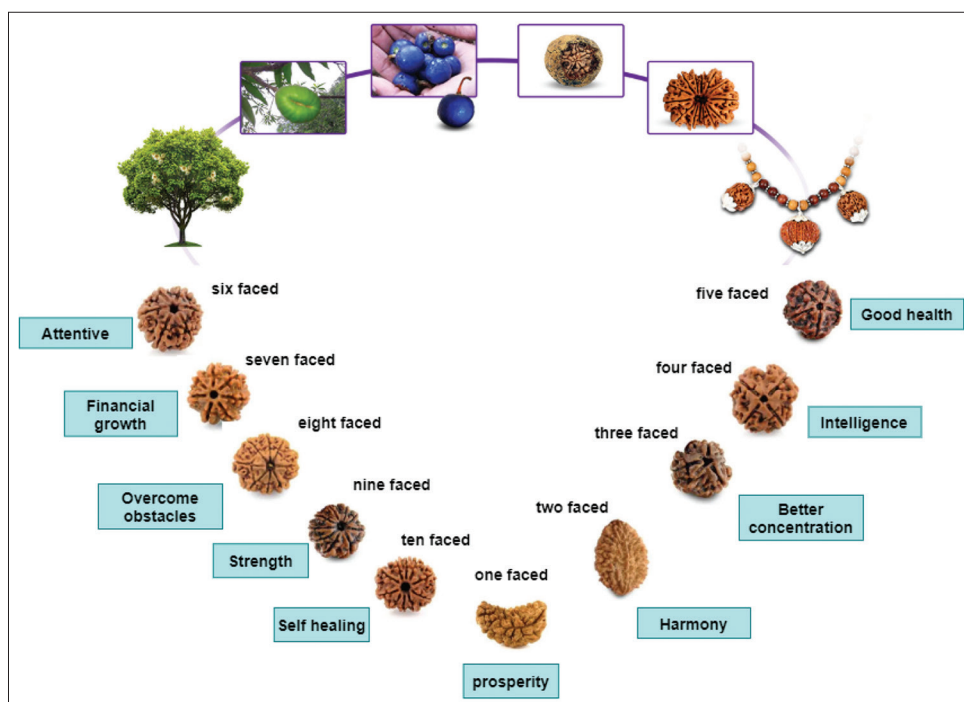 six faced
five faced
Attentive
Good health
seven faced
four faced
Financial
growth
Intelligence
eight faced
three faced
Overcome
obstacles
Better
concentration
nine faced
two faced
Strength
ten faced
one faced
Self healing
Harmony
prosperity